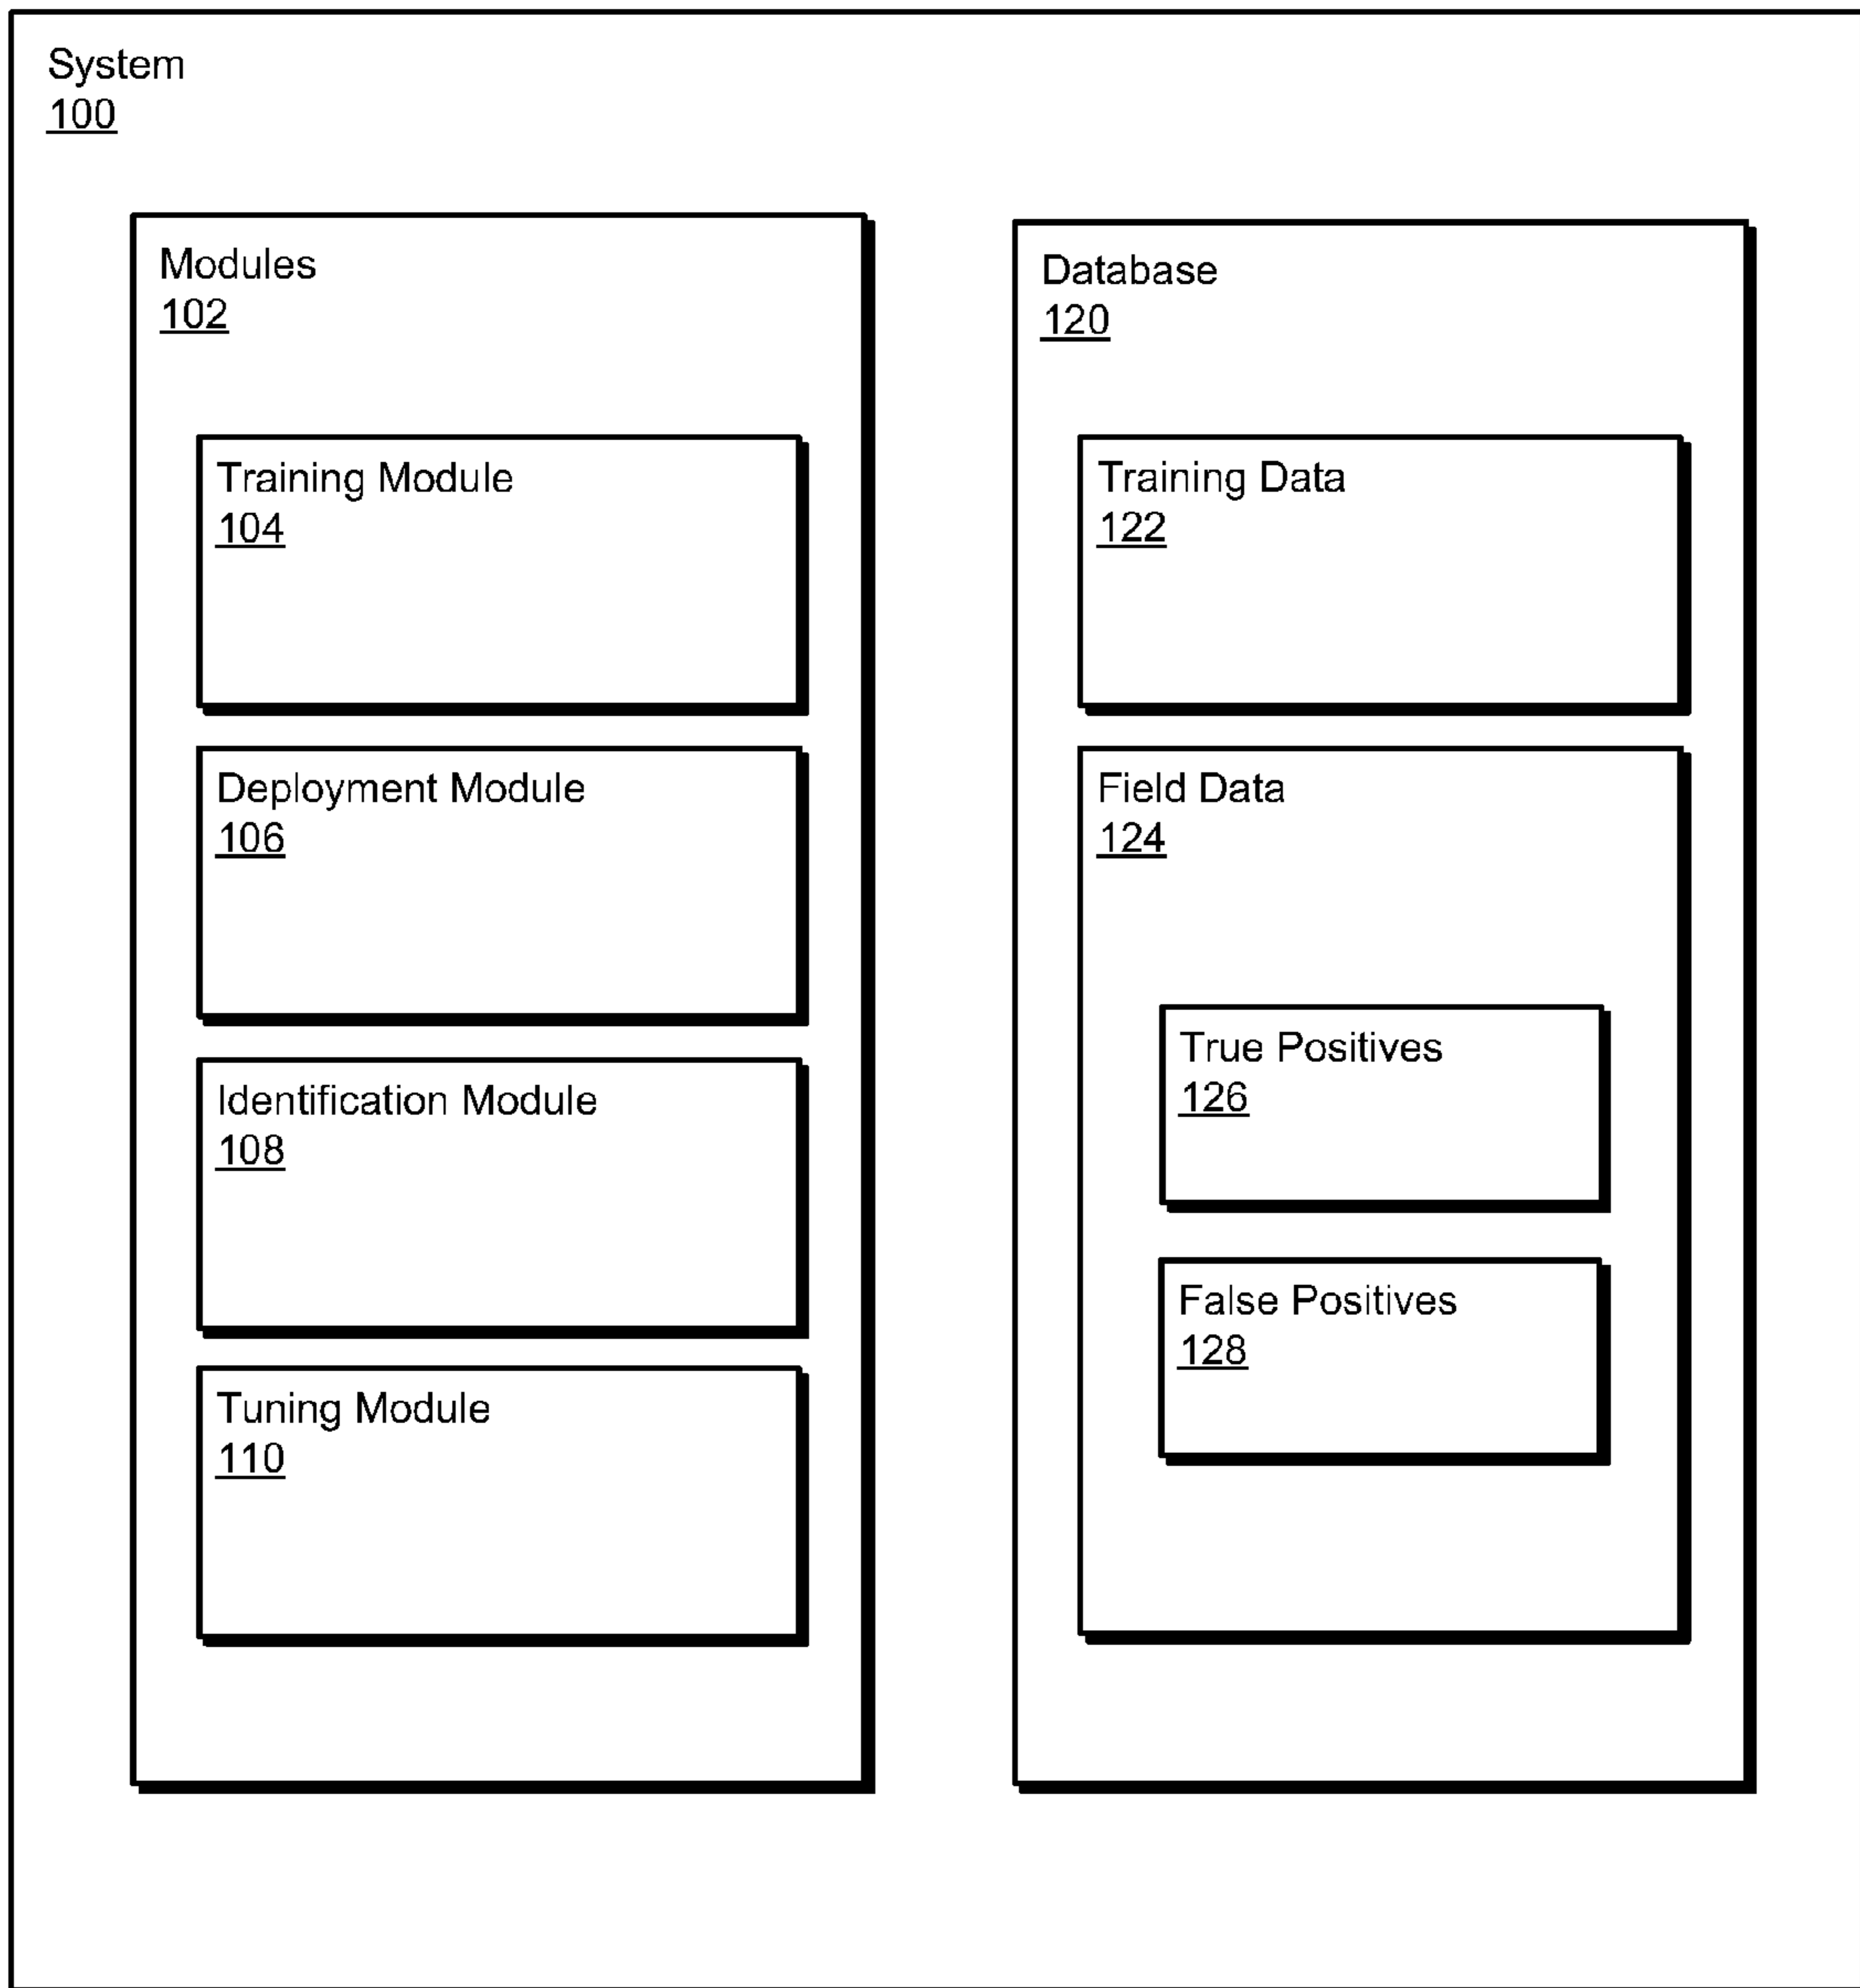 System
100
Modules
102
Training Module
104
Deployment Module
106
Identification Module
108
Tuning Module
110
Database
120
Training Data
122
Field Data
124
True Positives
126
False Positives
128